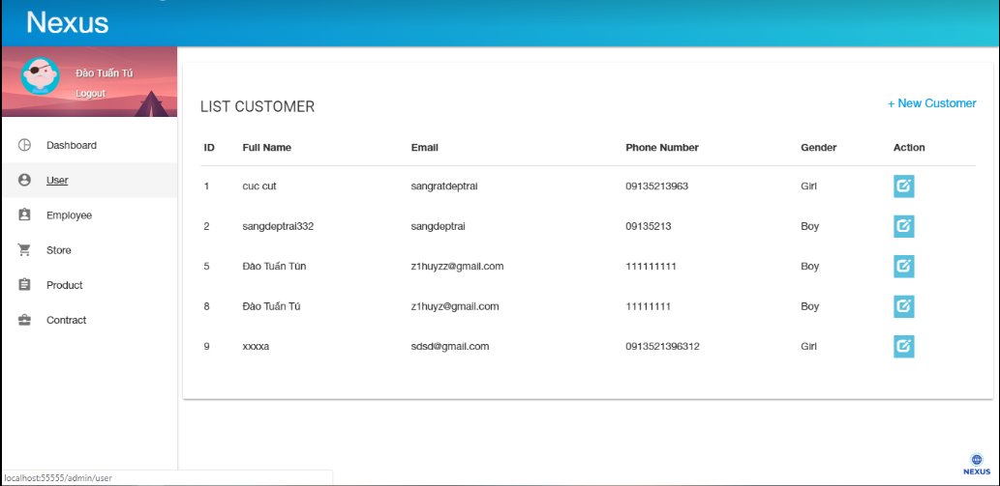 Nexus
Đào Tuấn Tú
Logout
Dashboard
User
Employee
Store
Product
Contract
LIST CUSTOMER
+ New Customer
ID Full Name Email Phone Number Gender Action
1 cuc cut sangratdeptrai 09135213963 Girl
2 sangdeptrai332 sangdeptrai 09135213 Boy
5 Đào Tuấn Tún z1huyzz@gmail.com 111111111 Boy
8 Đào Tuấn Tú z1huyz@gmail.com 11111111 Boy
9 xxxxa sdsd@gmail.com 0913521396312 Girl
NEXUS
localhost:55555/admin/user